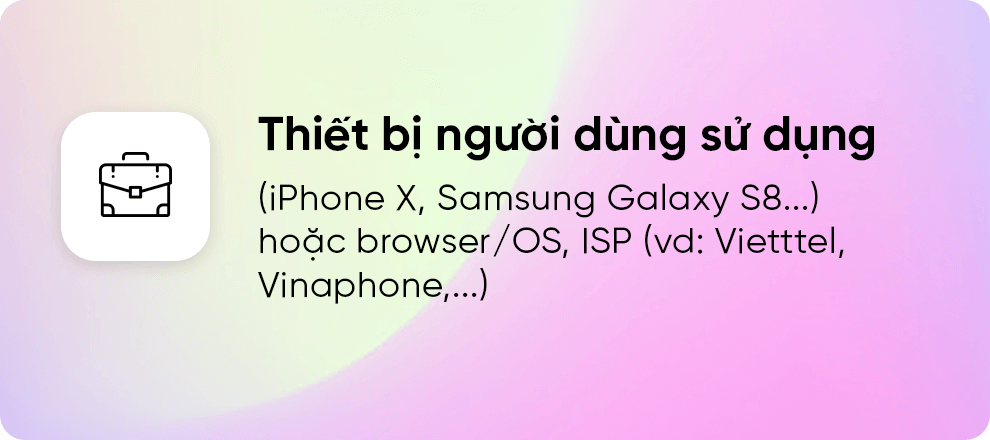 Thiết bị người dùng sử dụng
(iPhone X, Samsung Galaxy S8...)
hoặc browser/OS, ISP (vd: Vietttel,
Vinaphone,...)